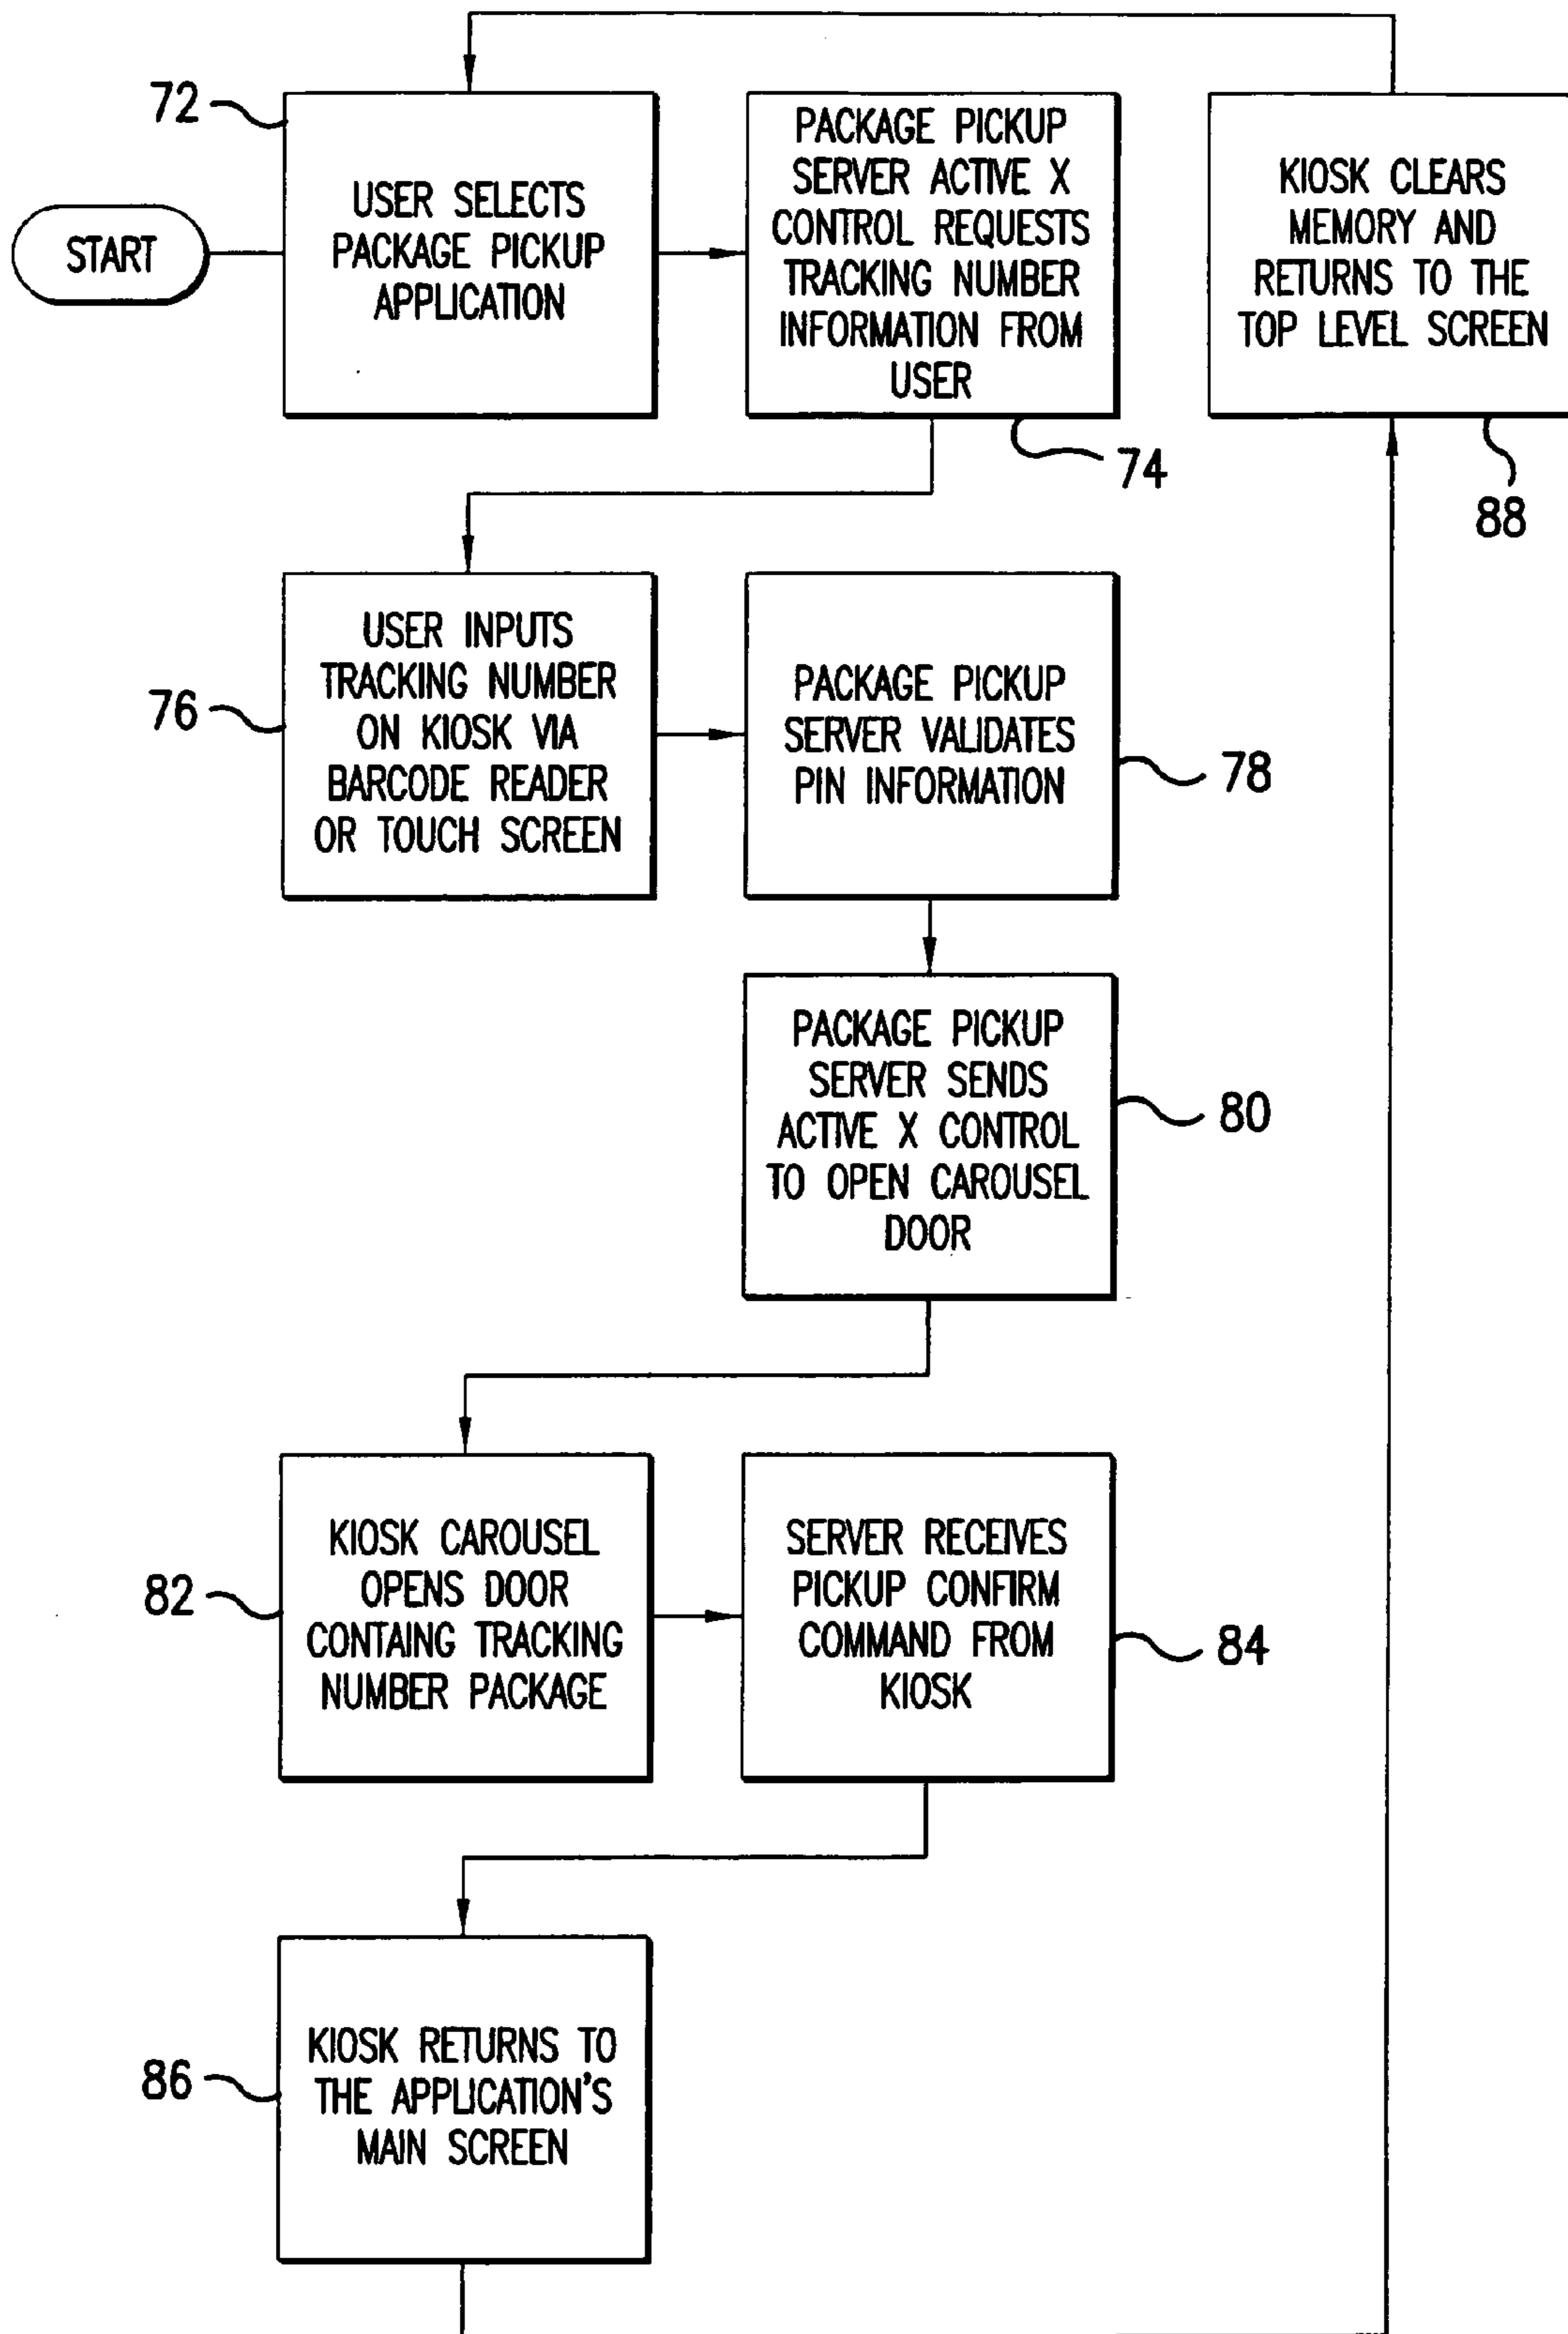 START
72
USER SELECTS
PACKAGE PICKUP
APPLICATION
PACKAGE PICKUP
SERVER ACTIVE X
CONTROL REQUESTS
TRACKING NUMBER
INFORMATION FROM
USER
74
KIOSK CLEARS
MEMORY AND
RETURNS TO THE
TOP LEVEL SCREEN
88
76
USER INPUTS
TRACKING NUMBER
ON KIOSK VIA
BARCODE READER
OR TOUCH SCREEN
PACKAGE PICKUP
SERVER VALIDATES
PIN INFORMATION
78
PACKAGE PICKUP
SERVER SENDS
ACTIVE X CONTROL
TO OPEN CAROUSEL
DOOR
80
82
KIOSK CAROUSEL
OPENS DOOR
CONTAING TRACKING
NUMBER PACKAGE
SERVER RECEIVES
PICKUP CONFIRM
COMMAND FROM
KIOSK
84
86
KIOSK RETURNS TO
THE APPLICATION'S
MAIN SCREEN